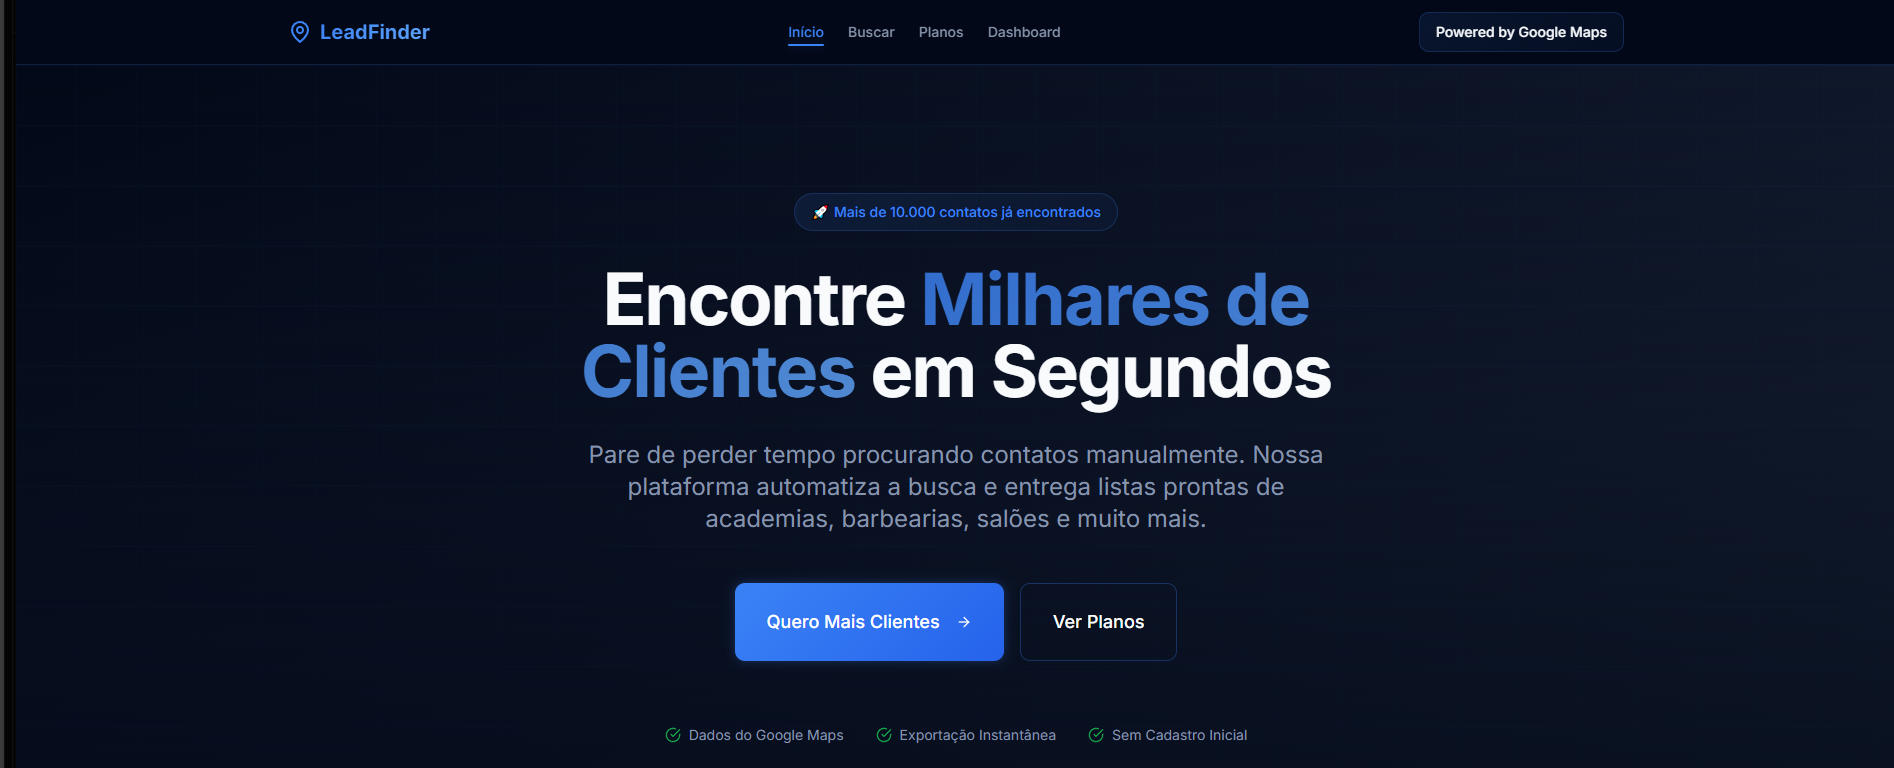 LeadFinder
Início
Buscar
Planos
Dashboard
Powered by Google Maps
🚀 Mais de 10.000 contatos já encontrados
Encontre Milhares de
Clientes em Segundos
Pare de perder tempo procurando contatos manualmente. Nossa
plataforma automatiza a busca e entrega listas prontas de
academias, barbearias, salões e muito mais.
Quero Mais Clientes →
Ver Planos
Dados do Google Maps
Exportação Instantânea
Sem Cadastro Inicial